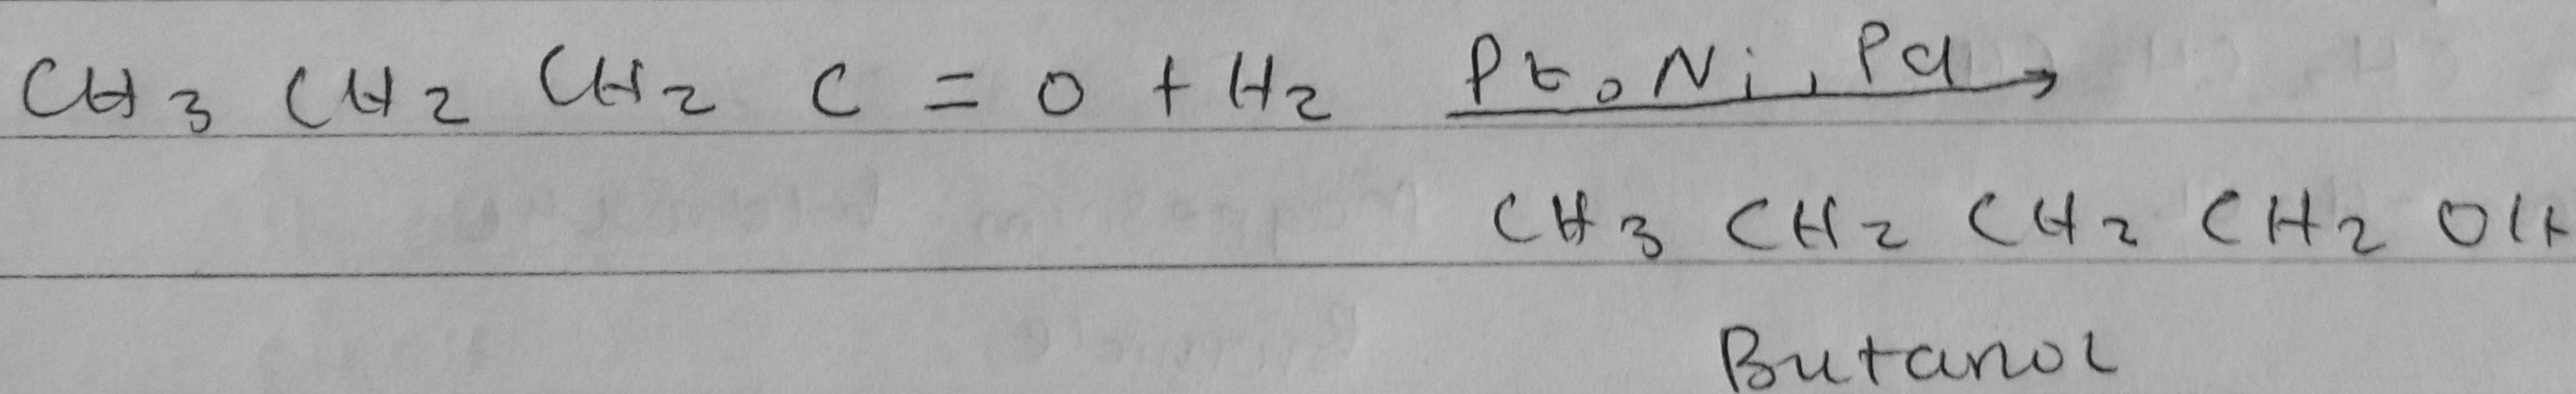 CH3 CH2 CH2 C = O + H2 Pt, Ni, Pd →
CH3 CH2 CH2 CH2 OH
Butanol